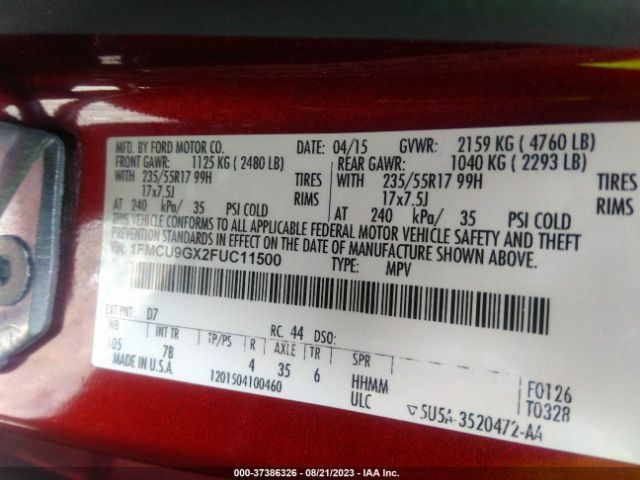 MFD. BY FORD MOTOR CO. DATE: 04/15 GVWR: 2159 KG ( 4760 LB)
FRONT GAWR: 1125 KG ( 2480 LB) REAR GAWR: 1040 KG ( 2293 LB)
WITH 235/55R17 99H TIRES WITH 235/55R17 99H TIRES
17x7.5J RIMS 17x7.5J RIMS
AT 240 kPa/ 35 PSI COLD AT 240 kPa/ 35 PSI COLD
THIS VEHICLE CONFORMS TO ALL APPLICABLE FEDERAL MOTOR VEHICLE SAFETY AND THEFT
PREVENTION STANDARDS IN EFFECT ON THE DATE OF MANUFACTURE SHOWN ABOVE.
VIN: 1FMCU9GX2FUC11500 TYPE: MPV
EXT PNT: D7 RC: 44 DSO:
WB INT TR TP/PS R AXLE TR SPR
105 7B 4 35 6 HHMM F0126
MADE IN U.S.A. 1201504100460 ULC T0328
5U5A-3520472-AA
000-37386326 - 08/21/2023 - IAA Inc.